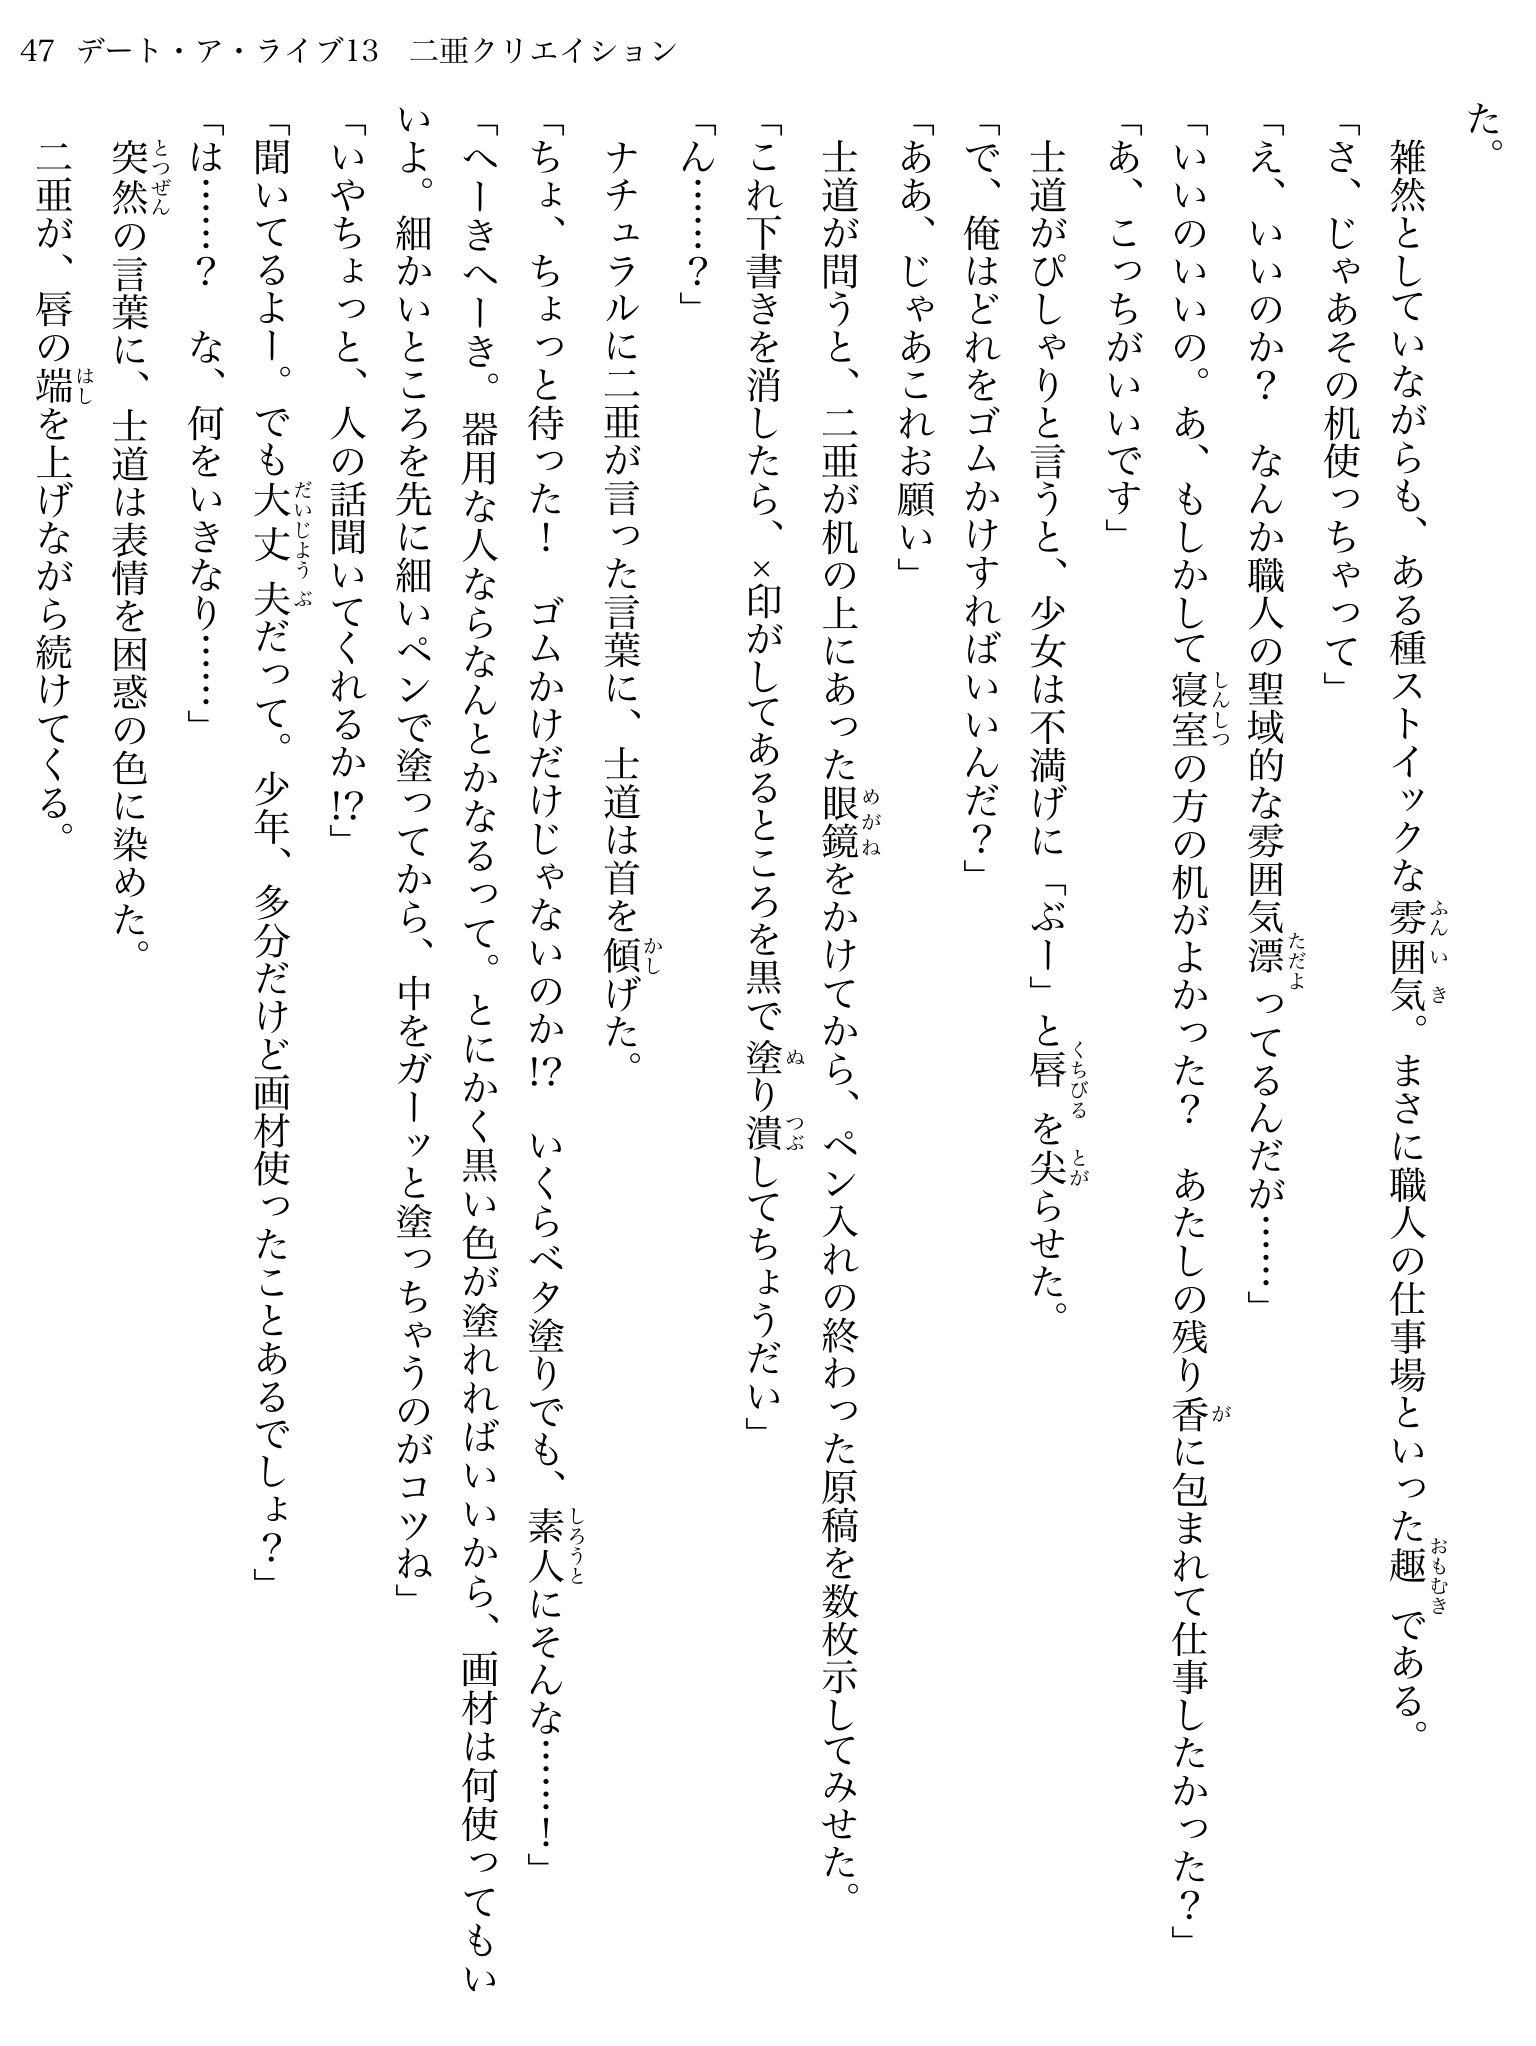 47 デート・ア・ライブ13　二亜クリエイション
た。
　雑然としていながらも、ある種ストイックな雰囲気。まさに職人の仕事場といった趣である。
「さ、じゃあその机使っちゃって」
「え、いいのか？　なんか職人の聖域的な雰囲気漂ってるんだが……」
「いいのいいの。あ、もしかして寝室の方の机がよかった？　あたしの残り香に包まれて仕事したかった？」
「あ、こっちがいいです」
　士道がぴしゃりと言うと、少女は不満げに「ぶー」と唇を尖らせた。
「で、俺はどれをゴムかけすればいいんだ？」
「ああ、じゃあこれお願い」
　士道が問うと、二亜が机の上にあった眼鏡をかけてから、ペン入れの終わった原稿を数枚示してみせた。
「これ下書きを消したら、×印がしてあるところを黒で塗り潰してちょうだい」
「ん……？」
　ナチュラルに二亜が言った言葉に、士道は首を傾げた。
「ちょ、ちょっと待った！　ゴムかけだけじゃないのか!?　いくらベタ塗りでも、素人にそんな……！」
「へーきへーき。器用な人ならなんとかなるって。とにかく黒い色が塗れればいいから、画材は何使ってもい
いよ。細かいところを先に細いペンで塗ってから、中をガーッと塗っちゃうのがコツね」
「いやちょっと、人の話聞いてくれるか!?」
「聞いてるよー。でも大丈夫だって。少年、多分だけど画材使ったことあるでしょ？」
「は……？　な、何をいきなり……」
　突然の言葉に、士道は表情を困惑の色に染めた。
　二亜が、唇の端を上げながら続けてくる。